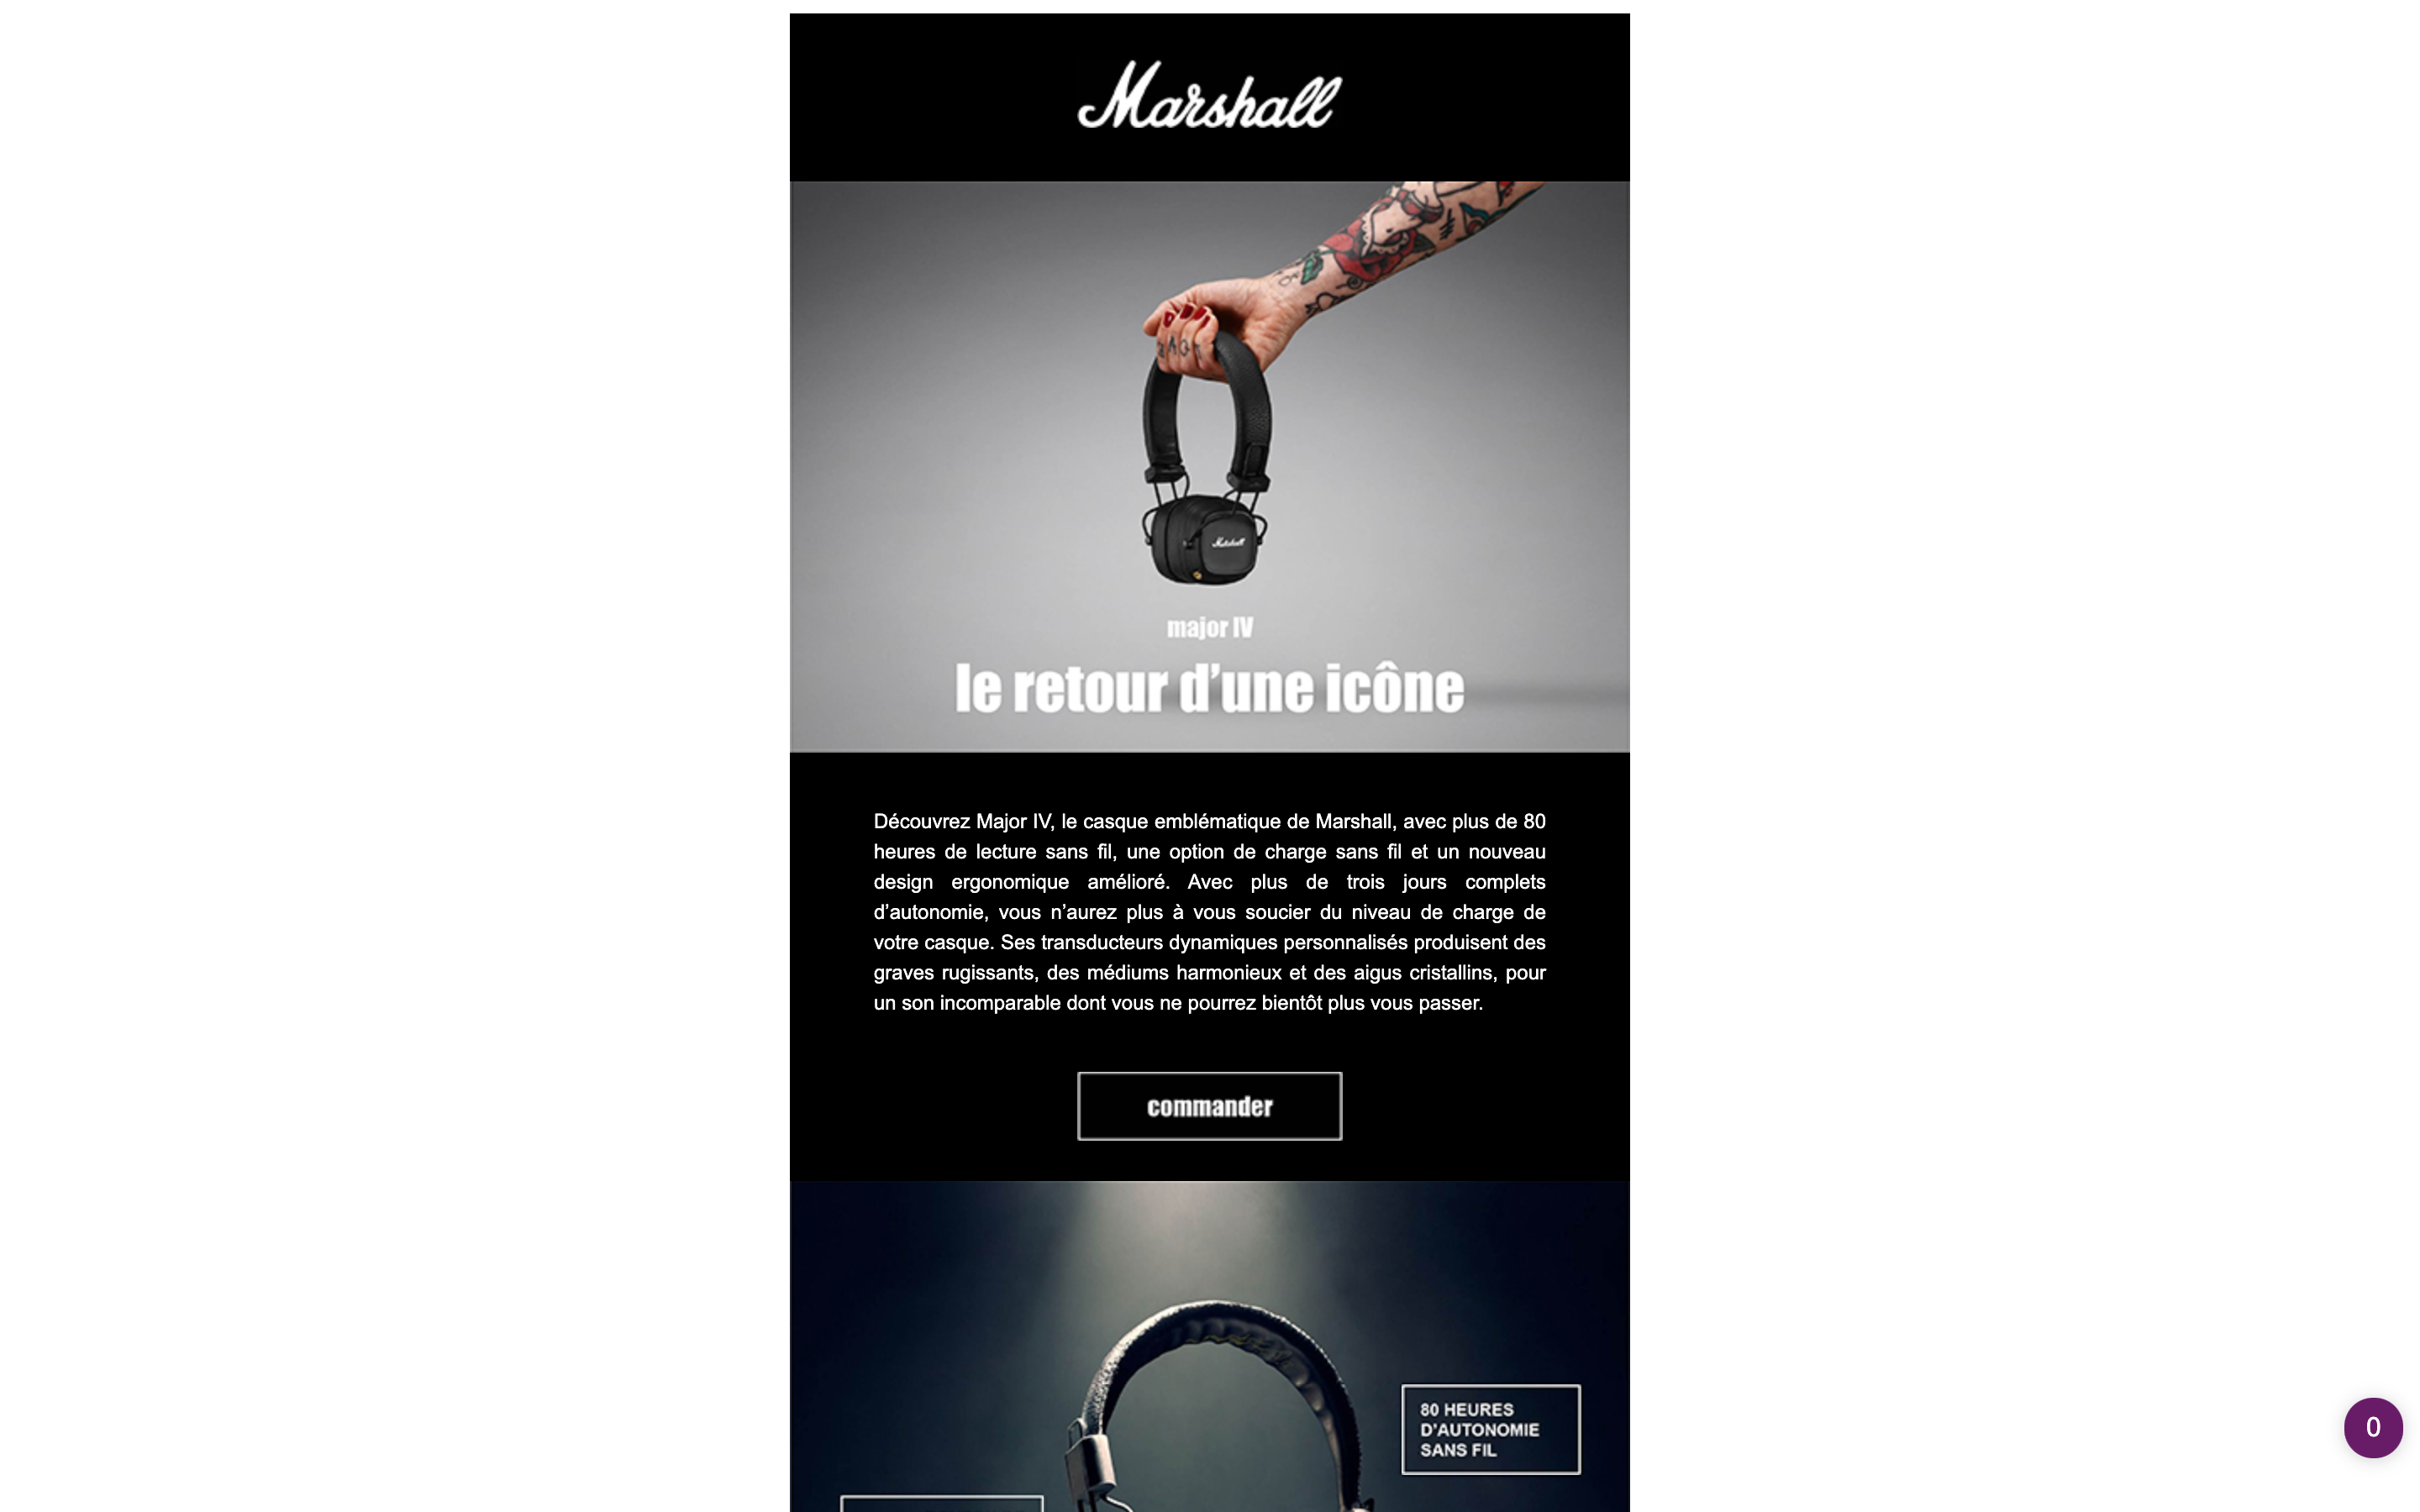 Marshall
Marshall
major IV
le retour d’une icône
Découvrez Major IV, le casque emblématique de Marshall, avec plus de 80
heures de lecture sans fil, une option de charge sans fil et un nouveau
design ergonomique amélioré. Avec plus de trois jours complets
d’autonomie, vous n’aurez plus à vous soucier du niveau de charge de
votre casque. Ses transducteurs dynamiques personnalisés produisent des
graves rugissants, des médiums harmonieux et des aigus cristallins, pour
un son incomparable dont vous ne pourrez bientôt plus vous passer.
commander
80 HEURES
D'AUTONOMIE
SANS FIL
0